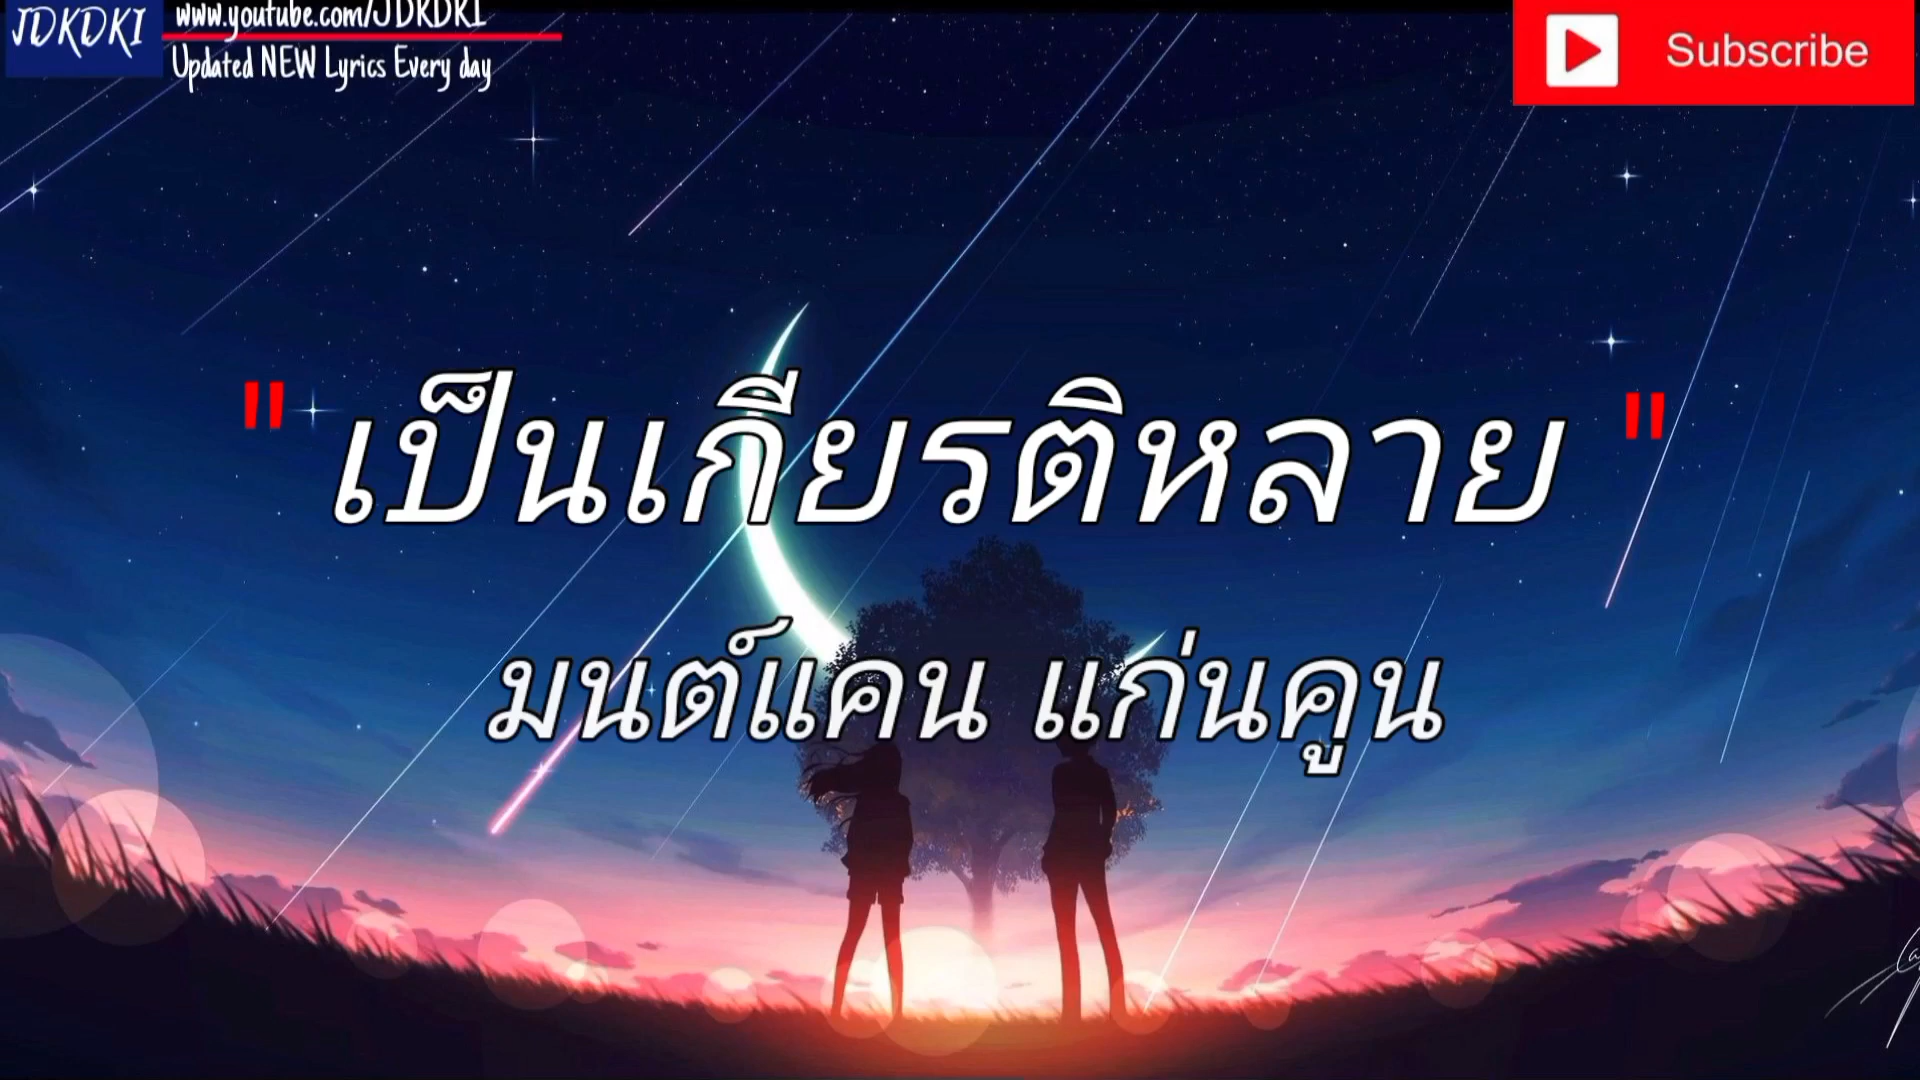 JDKDKI
www.youtube.com/JDKDKI
Updated NEW Lyrics Every day
Subscribe
" เป็นเกียรติหลาย "
มนต์แคน แก่นคูน